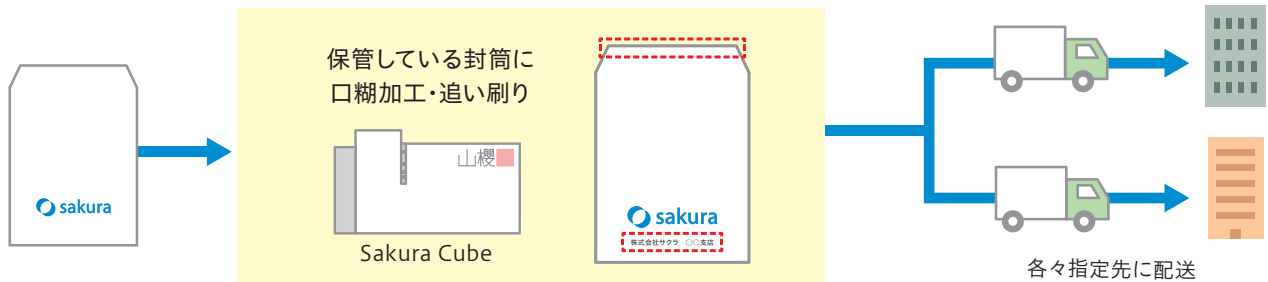 sakura
保管している封筒に
口糊加工・追い刷り
山櫻
Sakura Cube
sakura
株式会社サクラ 〇〇支店
各々指定先に配送